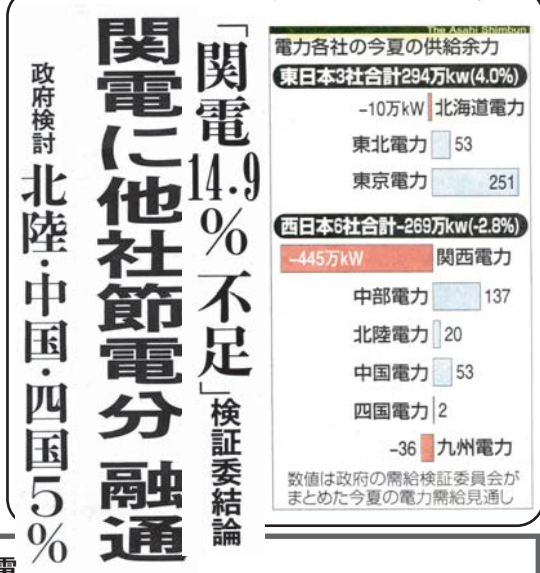 「関電14.9%不足」検証委結論
関電に他社節電分 融通
政府検討 北陸・中国・四国5%
The Asahi Shimbun
電力各社の今夏の供給余力
東日本3社合計294万kw(4.0%)
-10万kW 北海道電力
東北電力 53
東京電力 251
西日本6社合計-269万kw(-2.8%)
-445万kW 関西電力
中部電力 137
北陸電力 20
中国電力 53
四国電力 2
-36 九州電力
数値は政府の需給検証委員会が
まとめた今夏の電力需給見通し
電